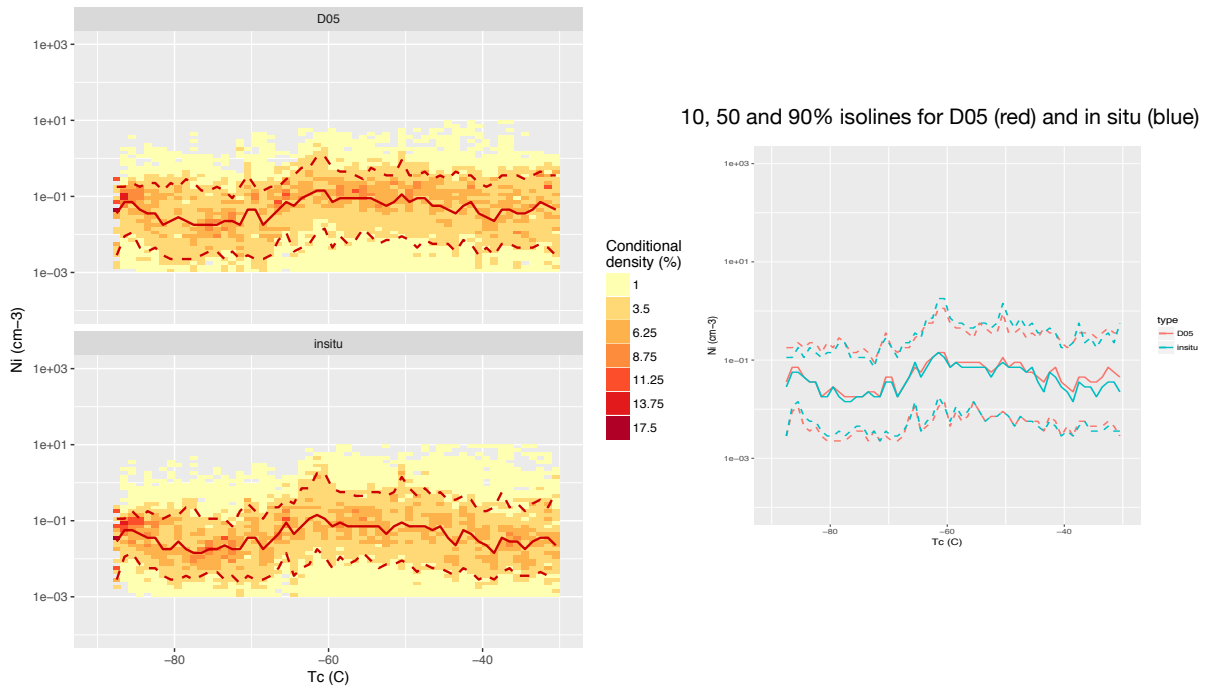 D05
1e+03
1e+01
1e−01
1e−03
insitu
1e+03
1e+01
1e−01
1e−03
Ni (cm−3)
−80
−60
−40
Tc (C)
Conditional
density (%)
1
3.5
6.25
8.75
11.25
13.75
17.5
10, 50 and 90% isolines for D05 (red) and in situ (blue)
1e+03
1e+01
1e−01
1e−03
Ni (cm−3)
−80
−60
−40
Tc (C)
type
D05
insitu